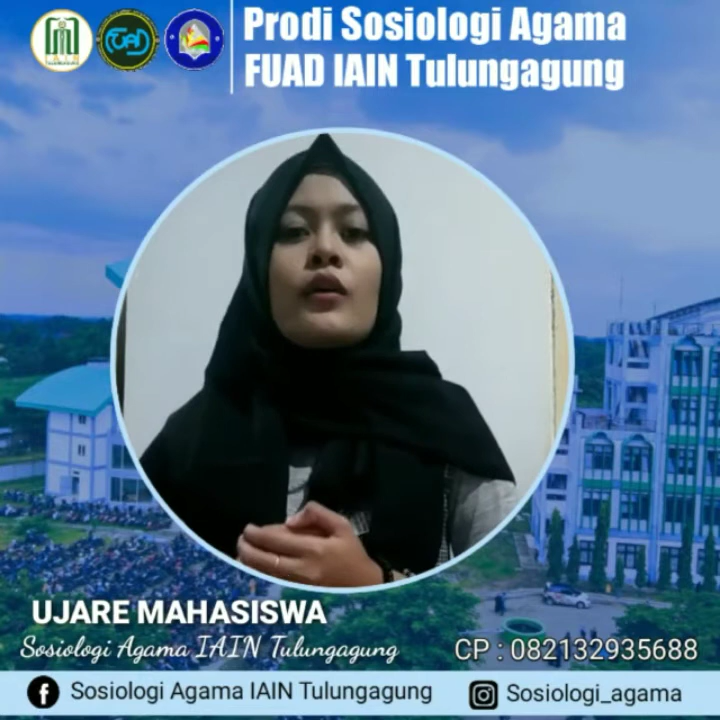 Prodi Sosiologi Agama
FUAD IAIN Tulungagung
UJARE MAHASISWA
Sosiologi Agama IAIN Tulungagung
CP : 082132935688
Sosiologi Agama IAIN Tulungagung
Sosiologi_agama